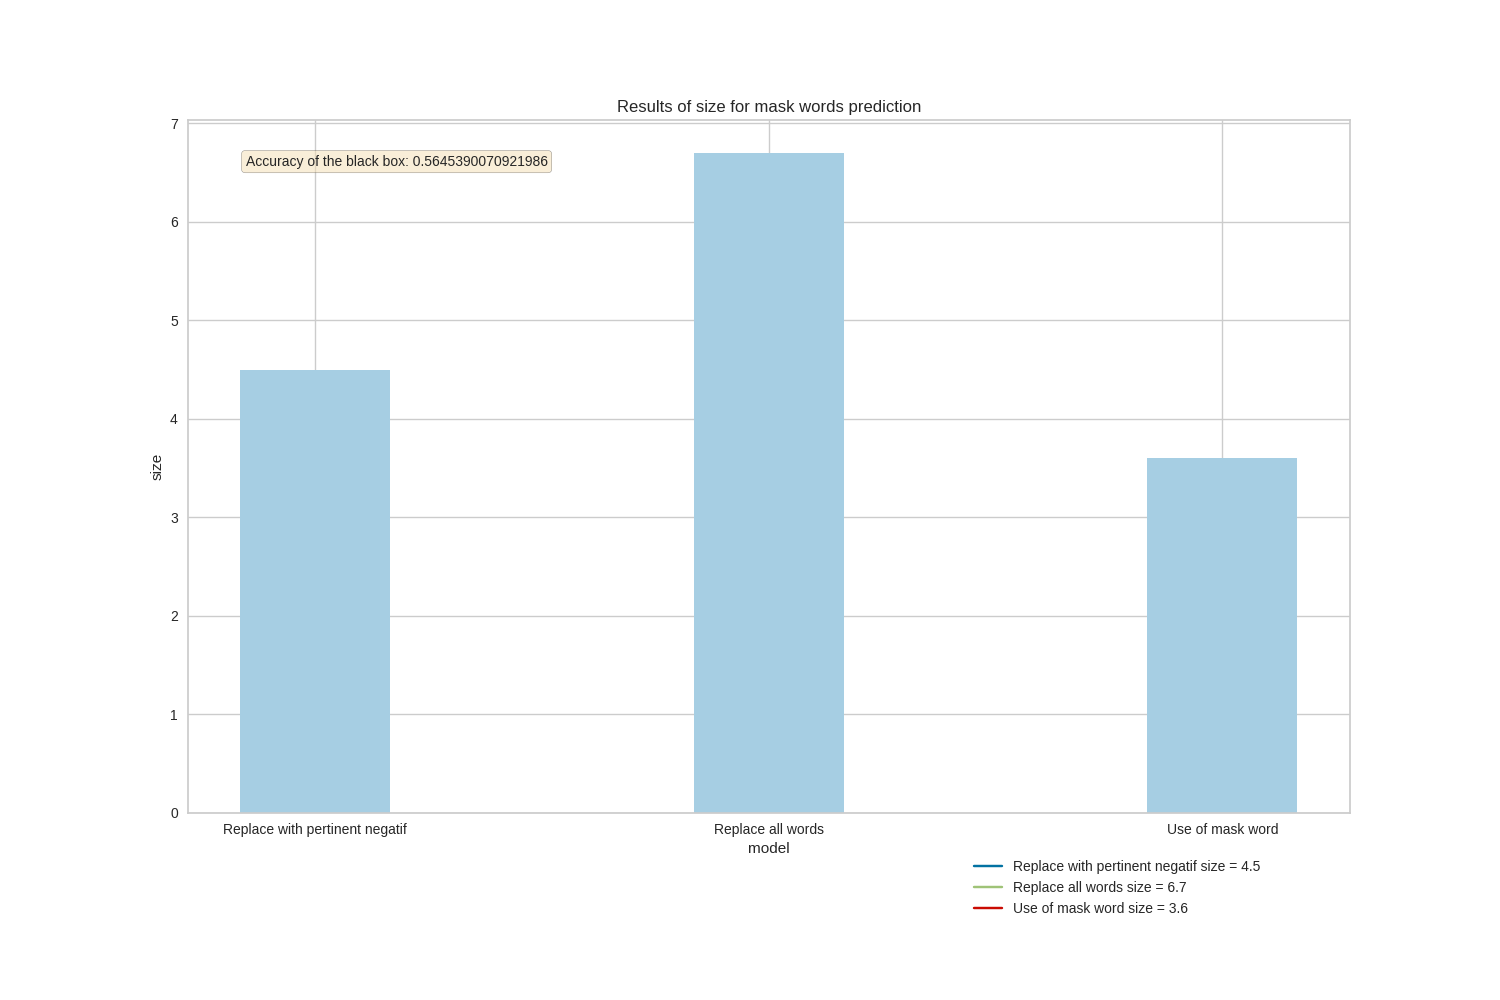 Results of size for mask words prediction
7
Accuracy of the black box: 0.5645390070921986
6
5
4
size
3
2
1
0
Replace with pertinent negatif
Replace all words
Use of mask word
model
Replace with pertinent negatif size = 4.5
Replace all words size = 6.7
Use of mask word size = 3.6